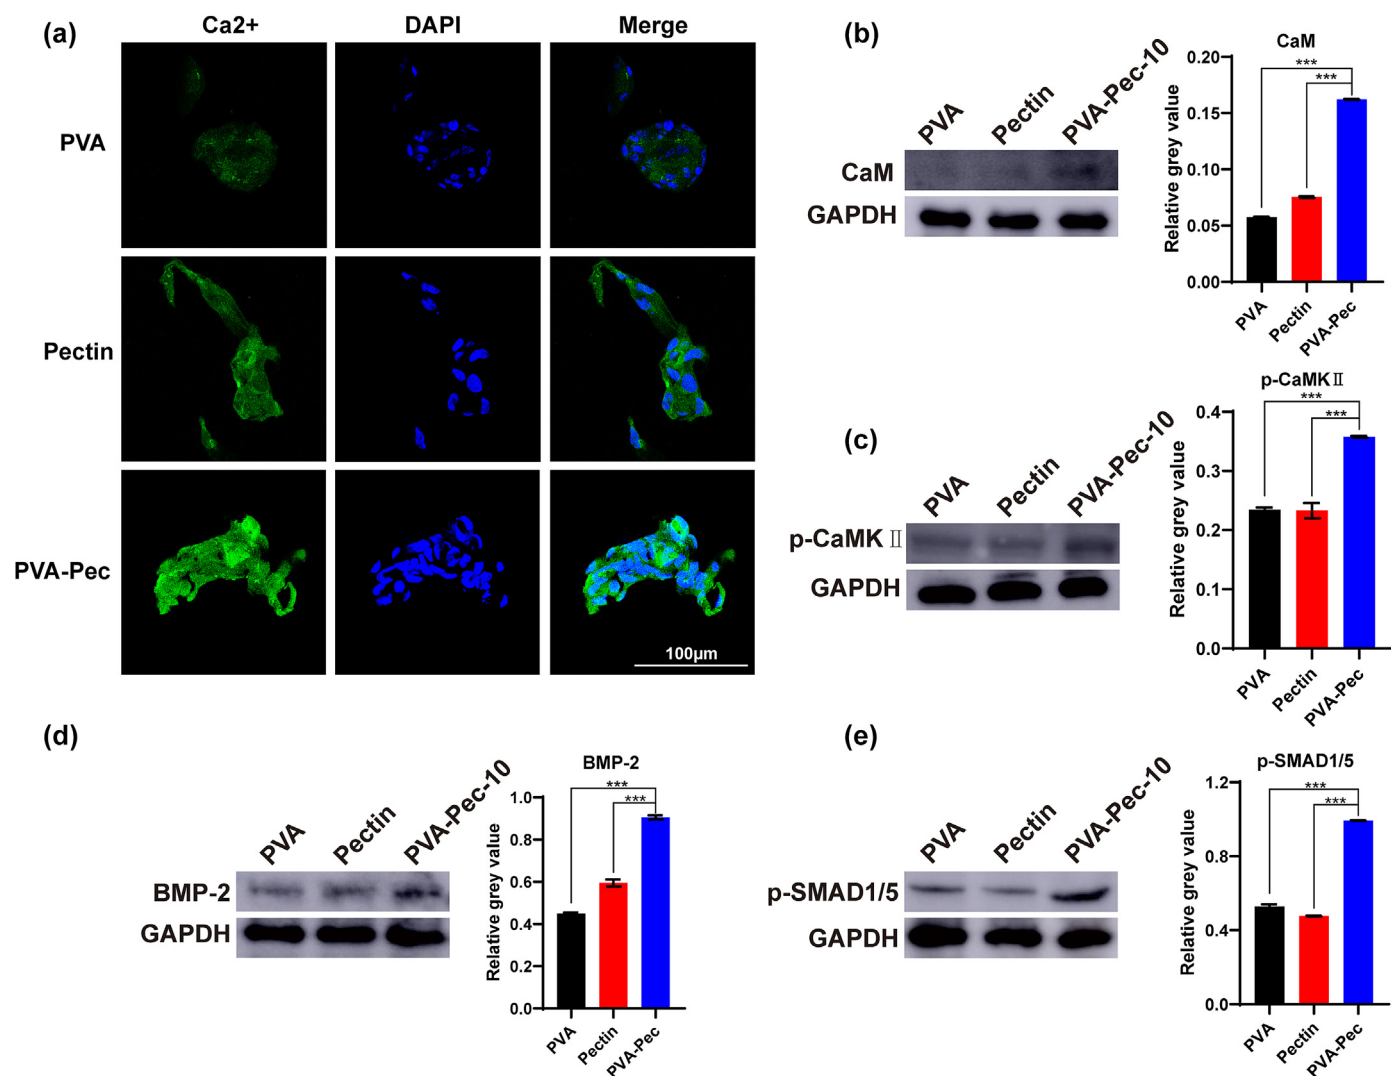 (a)
Ca2+ DAPI Merge
PVA
Pectin
PVA-Pec
100μm
(b)
PVA Pectin PVA-Pec-10
CaM
GAPDH
CaM
Relative grey value
0.20
0.15
0.10
0.05
0.00
*** ***
PVA Pectin PVA-Pec
(c)
PVA Pectin PVA-Pec-10
p-CaMKⅡ
GAPDH
p-CaMKⅡ
Relative grey value
0.4
0.3
0.2
0.1
0.0
*** ***
PVA Pectin PVA-Pec
(d)
PVA Pectin PVA-Pec-10
BMP-2
GAPDH
BMP-2
Relative grey value
1.0
0.8
0.6
0.4
0.2
0.0
*** ***
PVA Pectin PVA-Pec
(e)
PVA Pectin PVA-Pec-10
p-SMAD1/5
GAPDH
p-SMAD1/5
Relative grey value
1.2
0.8
0.4
0.0
*** ***
PVA Pectin PVA-Pec